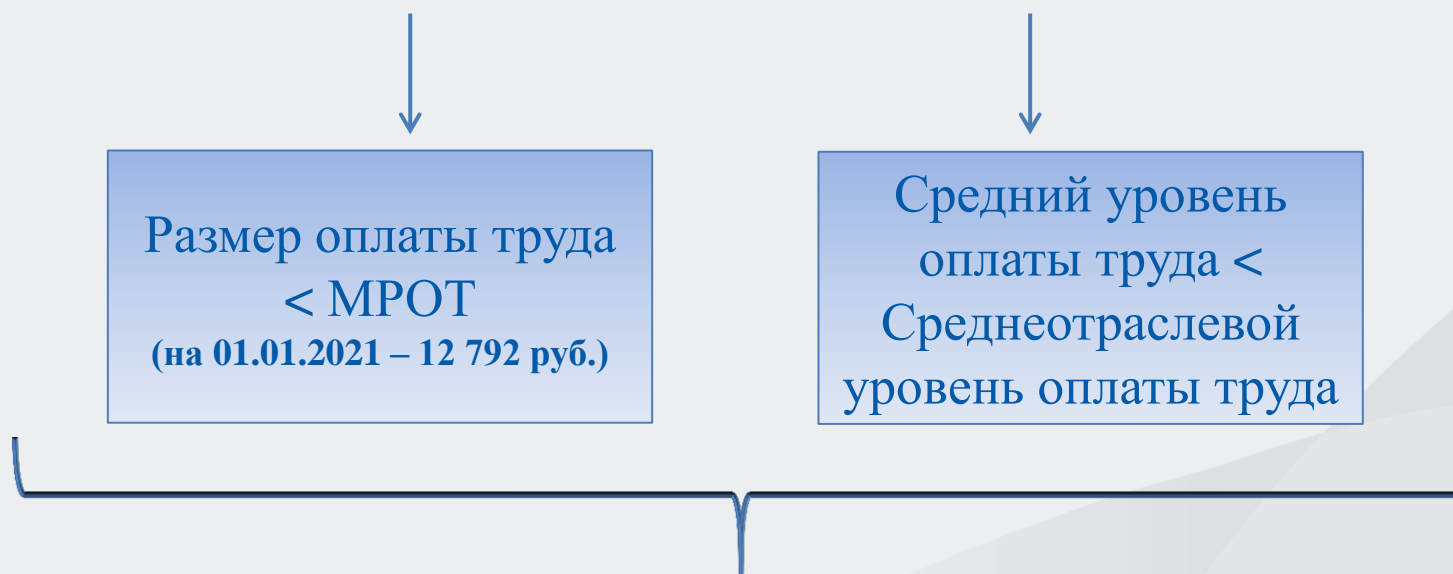 Размер оплаты труда
< МРОТ
(на 01.01.2021 – 12 792 руб.)
Средний уровень
оплаты труда <
Среднеотраслевой
уровень оплаты труда